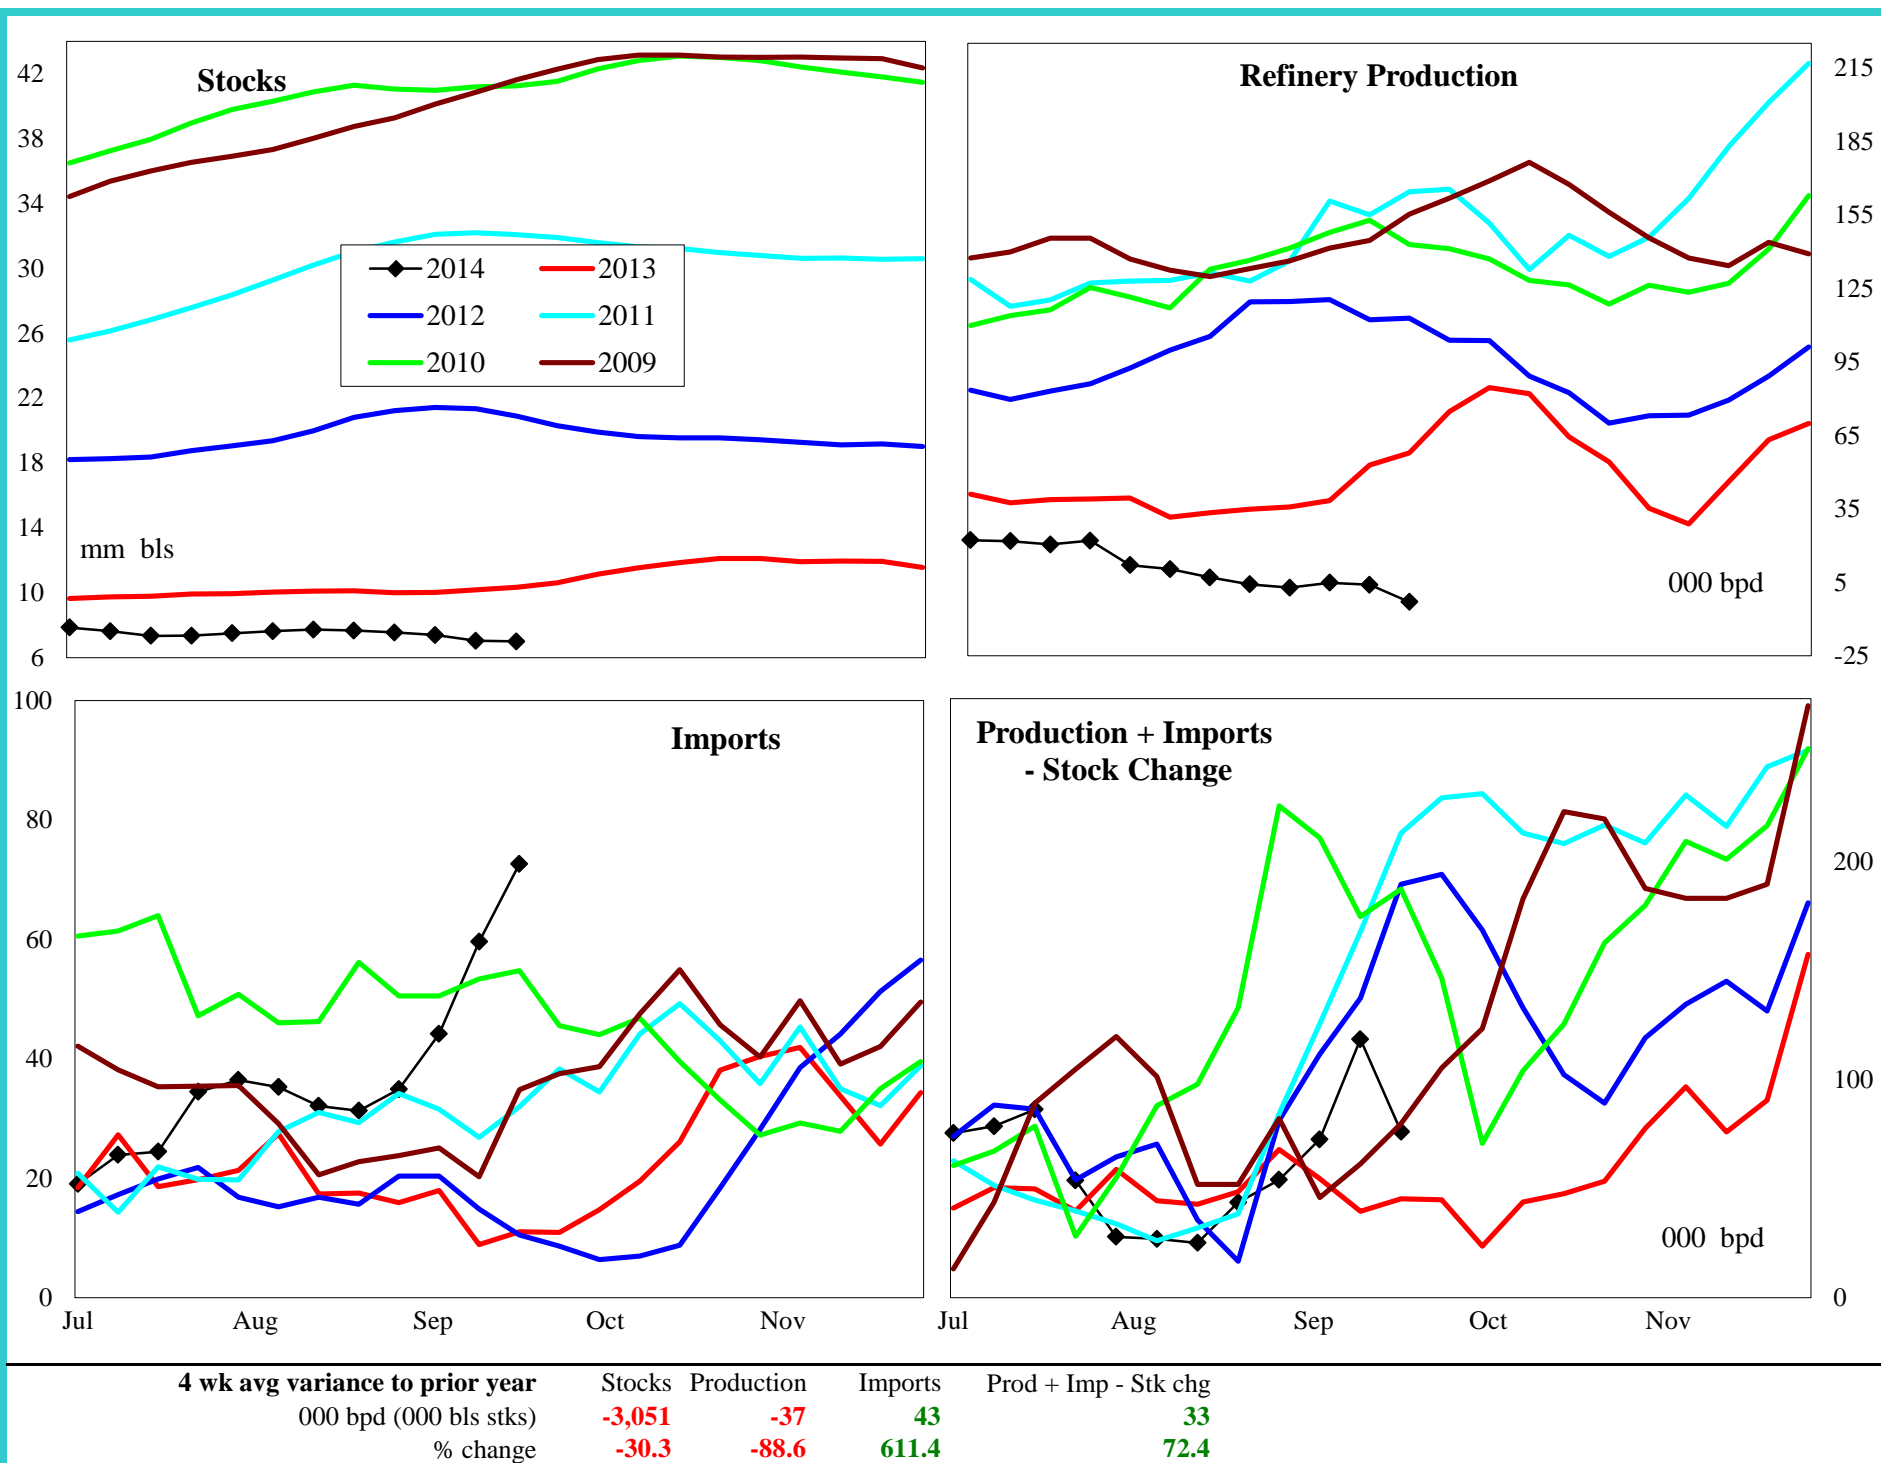 Stocks
42
38
34
30
26
22
18
14
10
6
mm bls
2014 2013
2012 2011
2010 2009
Refinery Production
215
185
155
125
95
65
35
5
-25
000 bpd
Imports
100
80
60
40
20
0
Jul Aug Sep Oct Nov
Production + Imports
- Stock Change
200
100
0
000 bpd
Jul Aug Sep Oct Nov
4 wk avg variance to prior year Stocks Production Imports Prod + Imp - Stk chg
000 bpd (000 bls stks) -3,051 -37 43 33
% change -30.3 -88.6 611.4 72.4